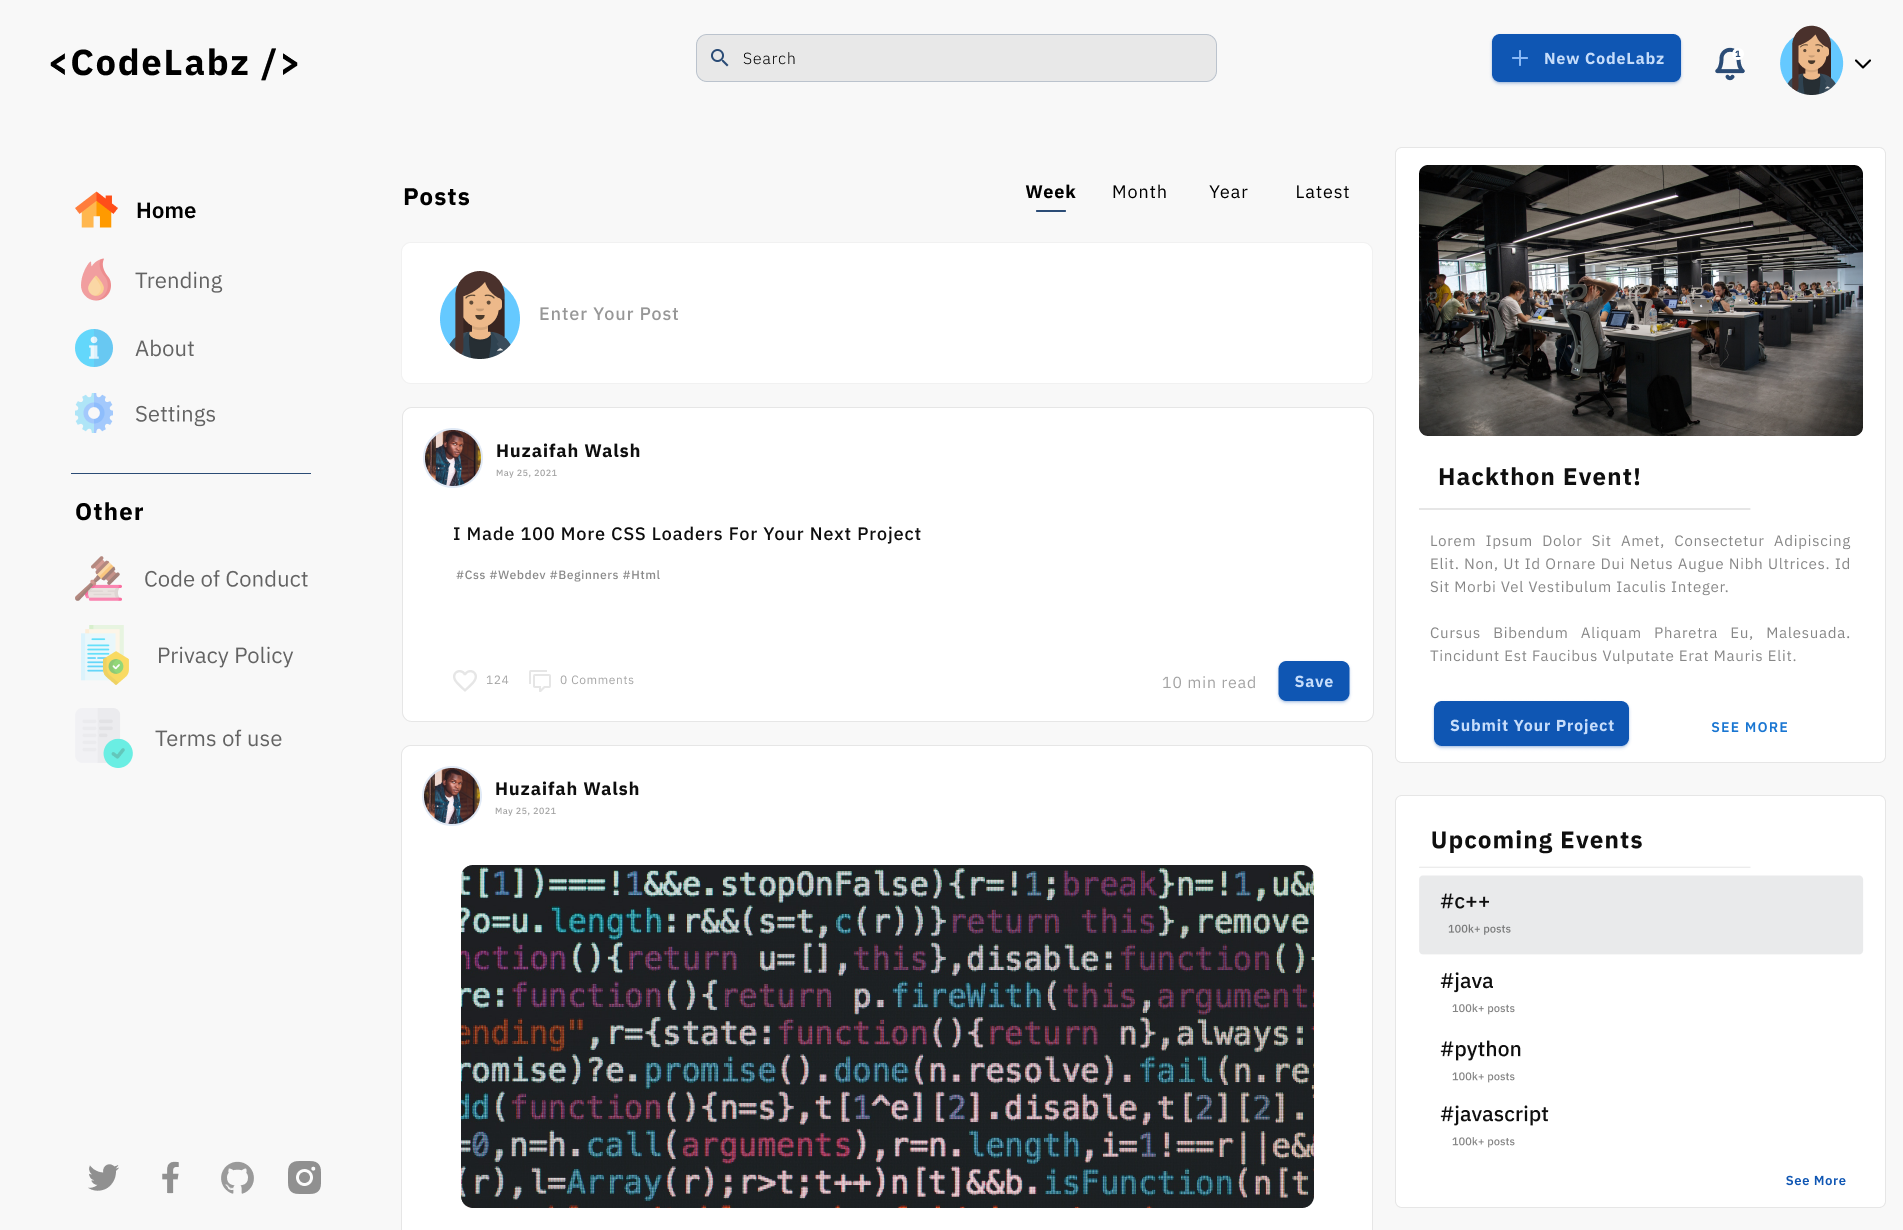 <CodeLabz />
Search
New CodeLabz
1
Home
Trending
About
Settings
Other
Code of Conduct
Privacy Policy
Terms of use
Posts
Week Month Year Latest
Enter Your Post
Huzaifah Walsh
May 25, 2021
I Made 100 More CSS Loaders For Your Next Project
#Css #Webdev #Beginners #Html
124
0 Comments
10 min read
Save
Huzaifah Walsh
May 25, 2021
t[1])===!1&&e.stopOnFalse){r=!1;break}n=!1,u&
?o=u.length:r&&(s=t,c(r))}return this},remove
nction(){return u=[],this},disable:function()
re:function(){return p.fireWith(this,argument
ending",r={state:function(){return n},always:
romise)?e.promise().done(n.resolve).fail(n.re
dd(function(){n=s},t[1^e][2].disable,t[2][2].
=0,n=h.call(arguments),r=n.length,i=1!==r||e&
(r),l=Array(r);r>t;t++)n[t]&&b.isFunction(n[t
Hackthon Event!
Lorem Ipsum Dolor Sit Amet, Consectetur Adipiscing
Elit. Non, Ut Id Ornare Dui Netus Augue Nibh Ultrices. Id
Sit Morbi Vel Vestibulum Iaculis Integer.
Cursus Bibendum Aliquam Pharetra Eu, Malesuada.
Tincidunt Est Faucibus Vulputate Erat Mauris Elit.
Submit Your Project
SEE MORE
Upcoming Events
#c++
100k+ posts
#java
100k+ posts
#python
100k+ posts
#javascript
100k+ posts
See More